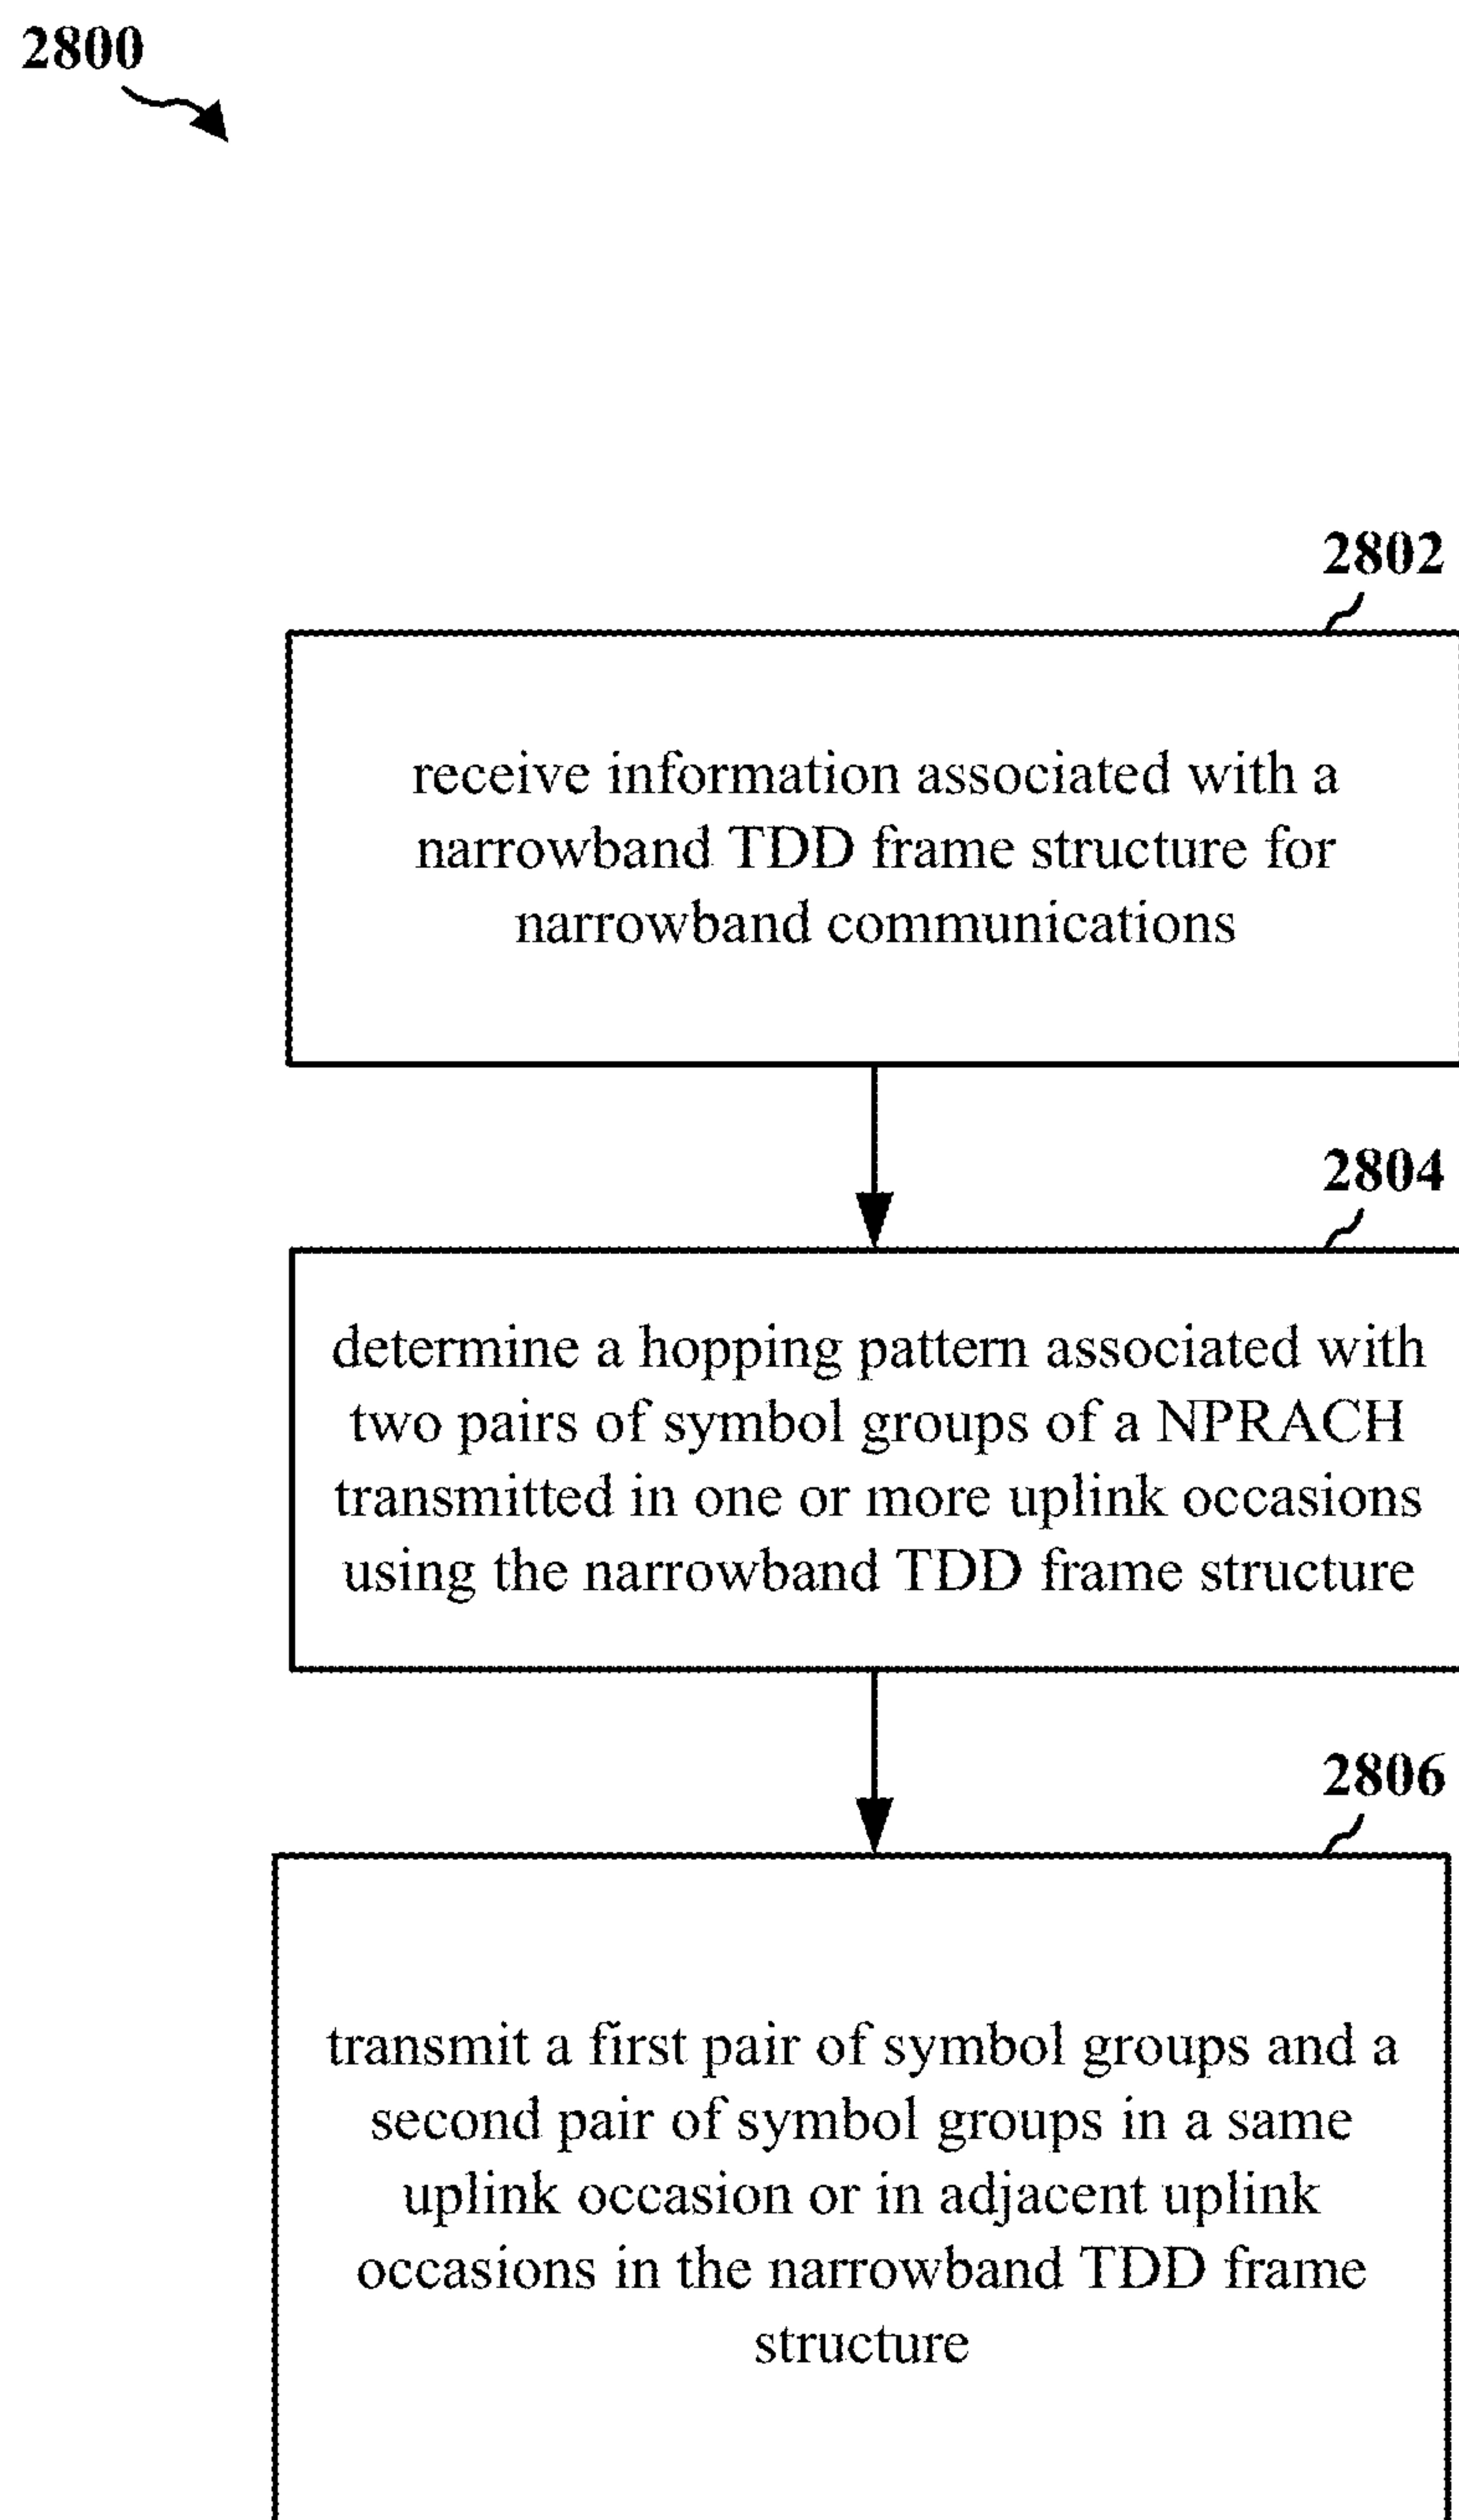 2800
2802
receive information associated with a
narrowband TDD frame structure for
narrowband communications
2804
determine a hopping pattern associated with
two pairs of symbol groups of a NPRACH
transmitted in one or more uplink occasions
using the narrowband TDD frame structure
2806
transmit a first pair of symbol groups and a
second pair of symbol groups in a same
uplink occasion or in adjacent uplink
occasions in the narrowband TDD frame
structure